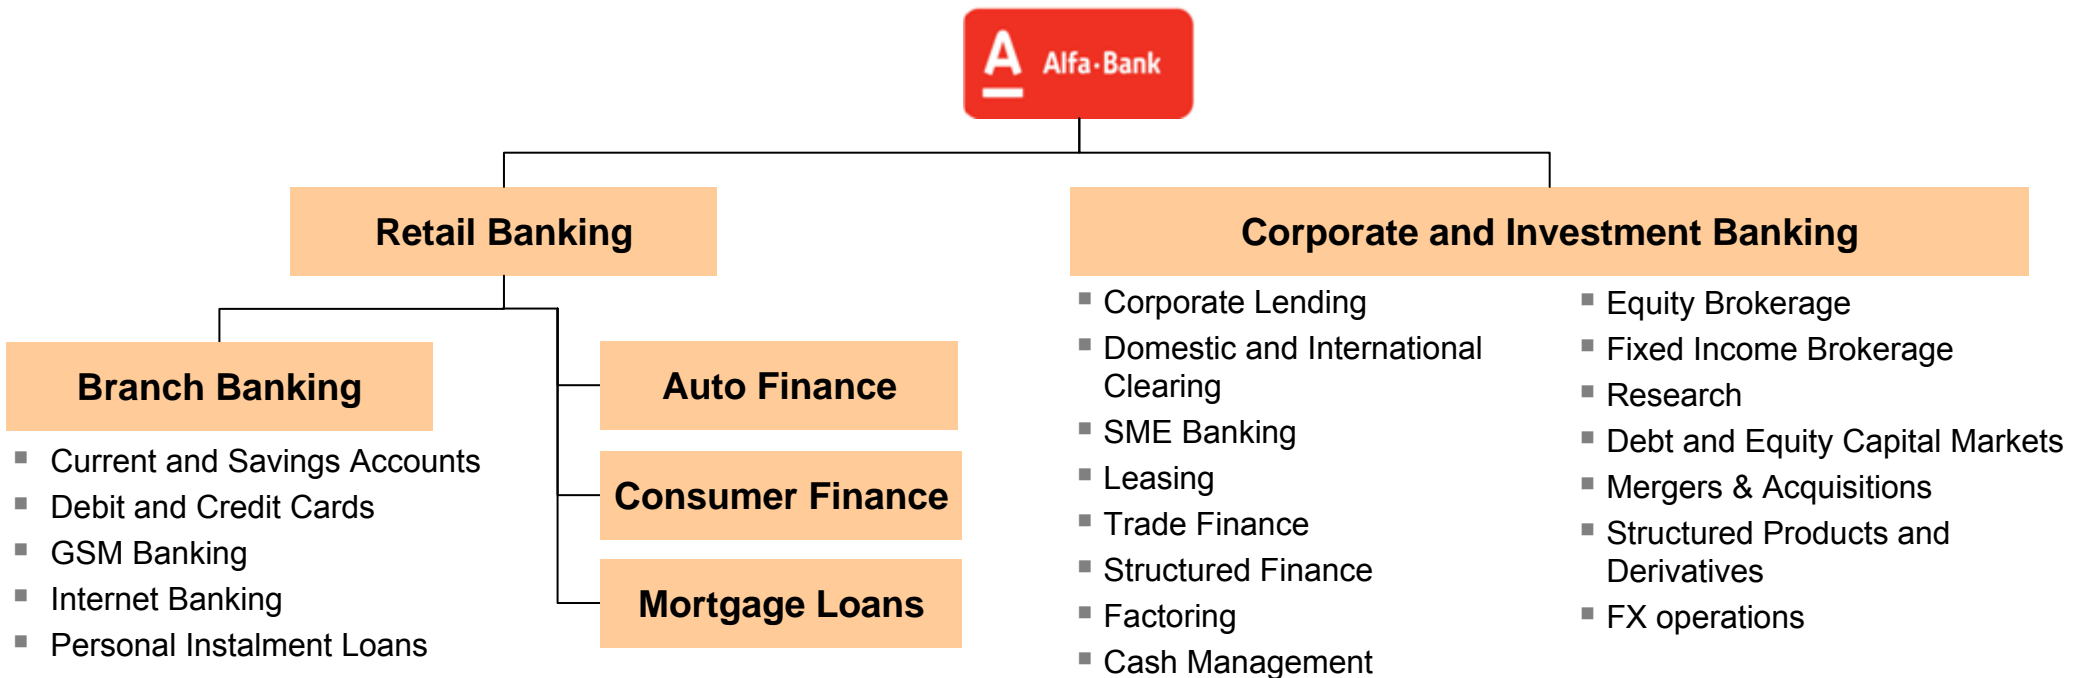 A Alfa·Bank
Retail Banking
Corporate and Investment Banking
Branch Banking
Current and Savings Accounts
Debit and Credit Cards
GSM Banking
Internet Banking
Personal Instalment Loans
Auto Finance
Consumer Finance
Mortgage Loans
Corporate Lending
Domestic and International
Clearing
SME Banking
Leasing
Trade Finance
Structured Finance
Factoring
Cash Management
Equity Brokerage
Fixed Income Brokerage
Research
Debt and Equity Capital Markets
Mergers & Acquisitions
Structured Products and
Derivatives
FX operations